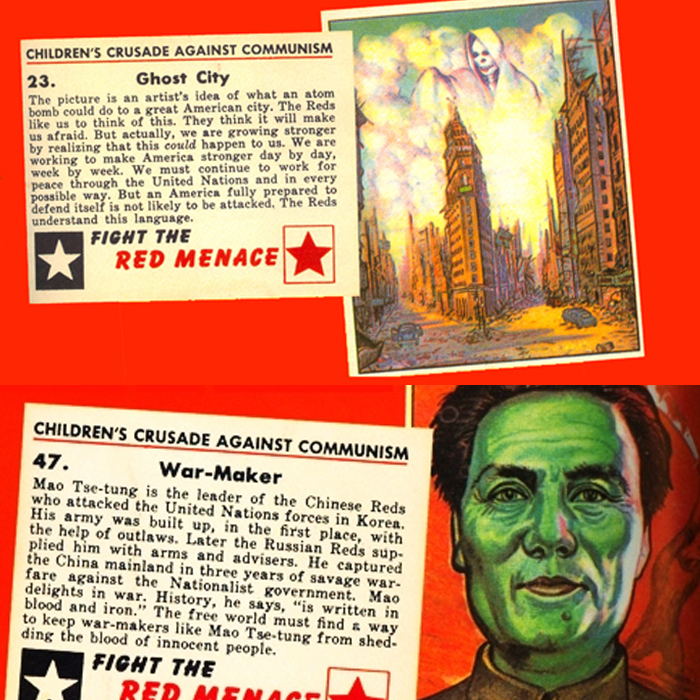 CHILDREN'S CRUSADE AGAINST COMMUNISM
23. Ghost City
The picture is an artist's idea of what an atom
bomb could do to a great American city. The Reds
like us to think of this. They think it will make
us afraid. But actually, we are growing stronger
by realizing that this could happen to us. We are
working to make America stronger day by day,
week by week. We must continue to work for
peace through the United Nations and in every
possible way. But an America fully prepared to
defend itself is not likely to be attacked. The Reds
understand this language.
FIGHT THE
RED MENACE
CHILDREN'S CRUSADE AGAINST COMMUNISM
47. War-Maker
Mao Tse-tung is the leader of the Chinese Reds
who attacked the United Nations forces in Korea.
His army was built up, in the first place, with
the help of outlaws. Later the Russian Reds sup-
plied him with arms and advisers. He captured
the China mainland in three years of savage war-
fare against the Nationalist government. Mao
delights in war. History, he says, "is written in
blood and iron." The free world must find a way
to keep war-makers like Mao Tse-tung from shed-
ding the blood of innocent people.
FIGHT THE
RED MENACE